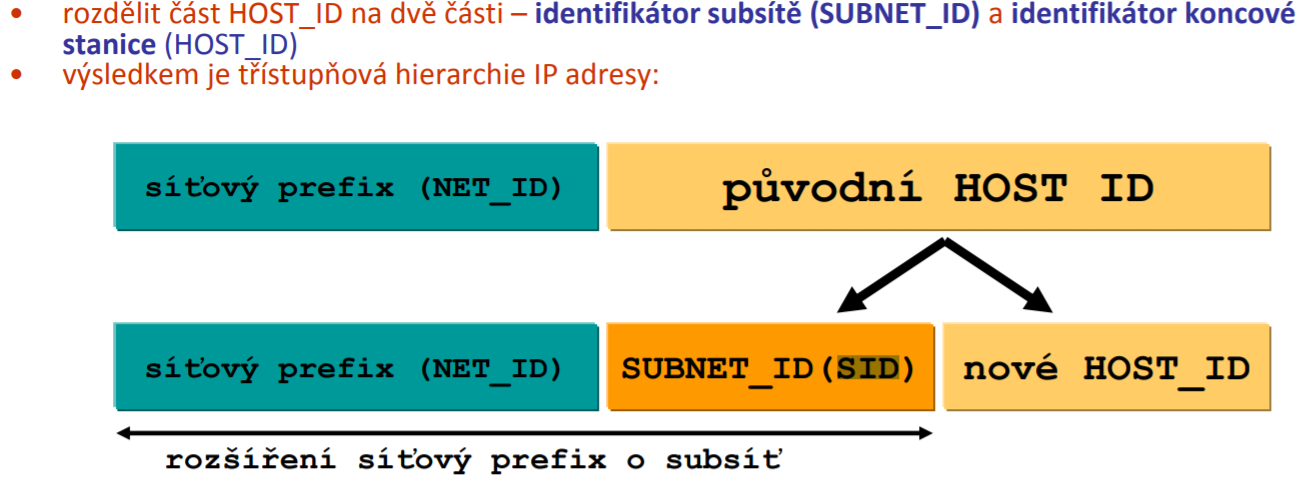 • rozdělit část HOST_ID na dvě části – identifikátor subsítě (SUBNET_ID) a identifikátor koncové
stanice (HOST_ID)
• výsledkem je třístupňová hierarchie IP adresy:
síťový prefix (NET_ID) původní HOST ID
síťový prefix (NET_ID) SUBNET_ID(SID) nové HOST_ID
rozšíření síťový prefix o subsíť